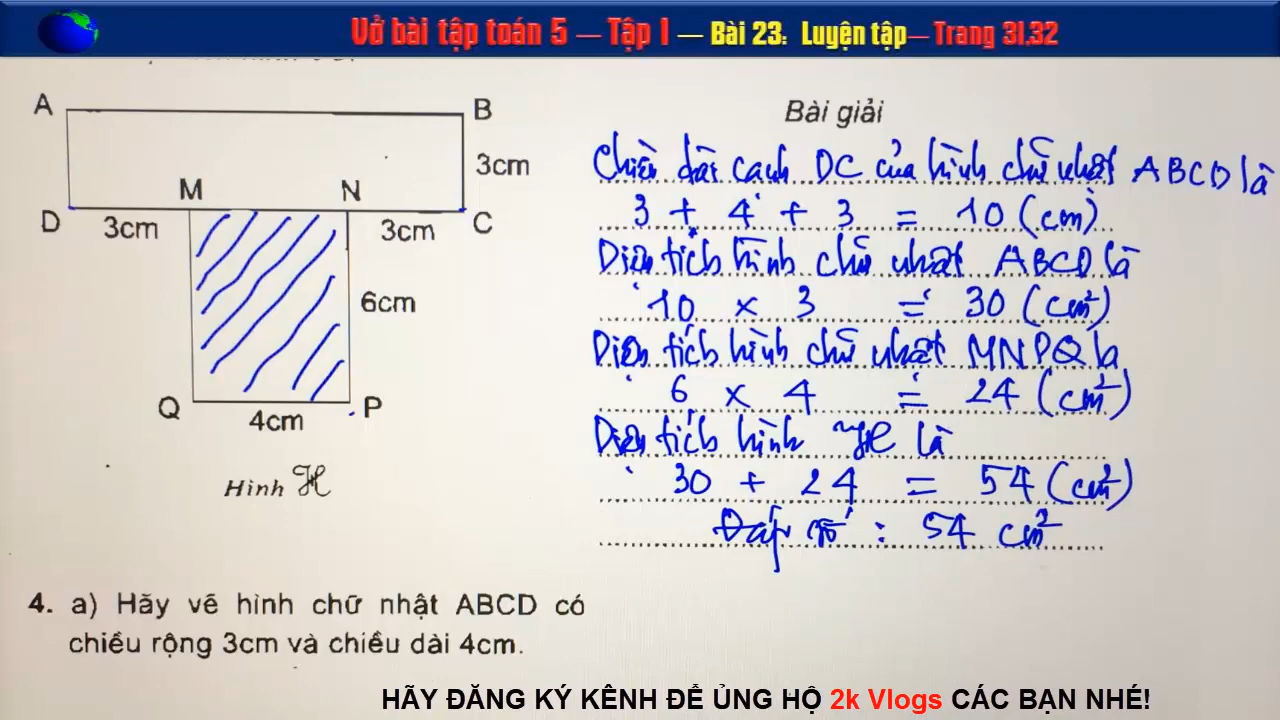 Vở bài tập toán 5 – Tập 1 – Bài 23: Luyện tập – Trang 31,32
A
B
3cm
M
N
D
3cm
3cm
C
6cm
Q
4cm
P
Hình H
Bài giải
Chiều dài cạnh DC của hình chữ nhật ABCD là
3 + 4 + 3 = 10 (cm)
Diện tích hình chữ nhật ABCD là
10 x 3 = 30 (cm²)
Diện tích hình chữ nhật MNPQ là
6 x 4 = 24 (cm²)
Diện tích hình H là
30 + 24 = 54 (cm²)
Đáp số : 54 cm²
4. a) Hãy vẽ hình chữ nhật ABCD có
chiều rộng 3cm và chiều dài 4cm.
HÃY ĐĂNG KÝ KÊNH ĐỂ ỦNG HỘ 2k Vlogs CÁC BẠN NHÉ!